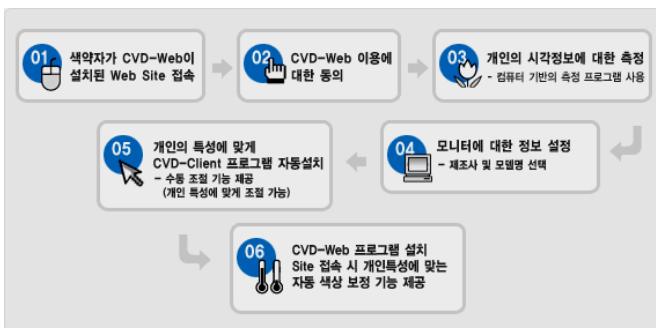 01 색약자가 CVD-Web이
설치된 Web Site 접속
02 CVD-Web 이용에
대한 동의
03 개인의 시각정보에 대한 측정
- 컴퓨터 기반의 측정 프로그램 사용
04 모니터에 대한 정보 설정
- 제조사 및 모델명 선택
05 개인의 특성에 맞게
CVD-Client 프로그램 자동설치
- 수동 조절 기능 제공
(개인 특성에 맞게 조절 가능)
06 CVD-Web 프로그램 설치
Site 접속 시 개인특성에 맞는
자동 색상 보정 기능 제공